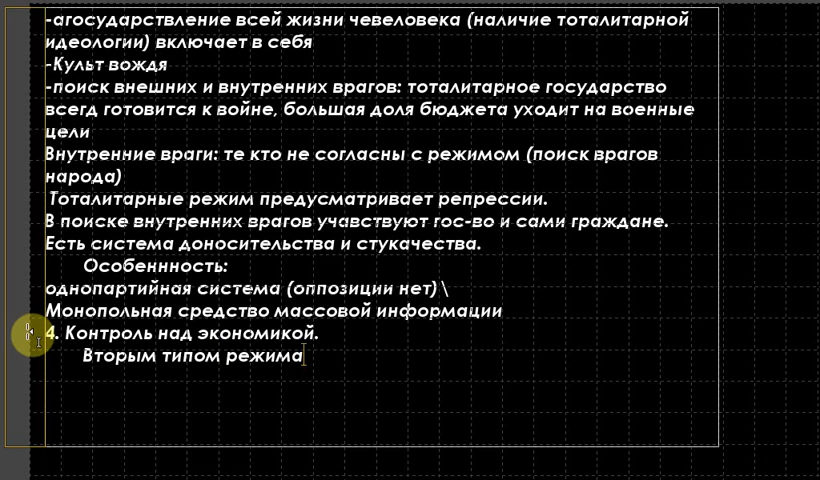 -агосударствление всей жизни чевеловека (наличие тоталитарной
идеологии) включает в себя
-Культ вождя
-поиск внешних и внутренних врагов: тоталитарное государство
всегд готовится к войне, большая доля бюджета уходит на военные
цели
Внутренние враги: те кто не согласны с режимом (поиск врагов
народа)
Тоталитарные режим предусматривает репрессии.
В поиске внутренних врагов учавствуют гос-во и сами граждане.
Есть система доносительства и стукачества.
Особеннность:
однопартийная система (оппозиции нет)\
Монопольная средство массовой информации
4. Контроль над экономикой.
Вторым типом режима